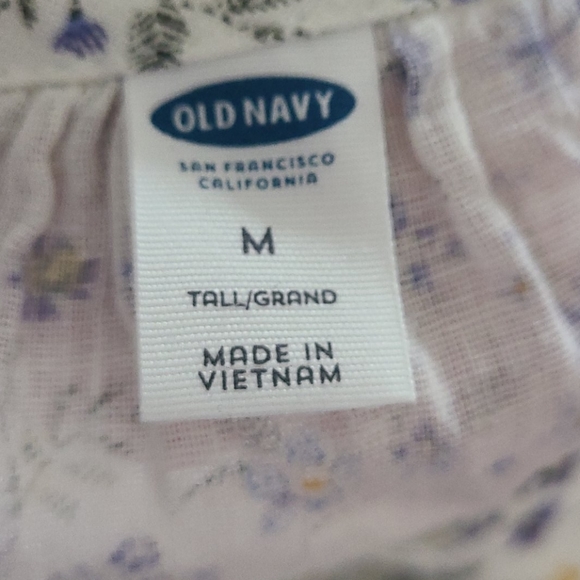 OLD NAVY
SAN FRANCISCO
CALIFORNIA
M
TALL/GRAND
MADE IN
VIETNAM